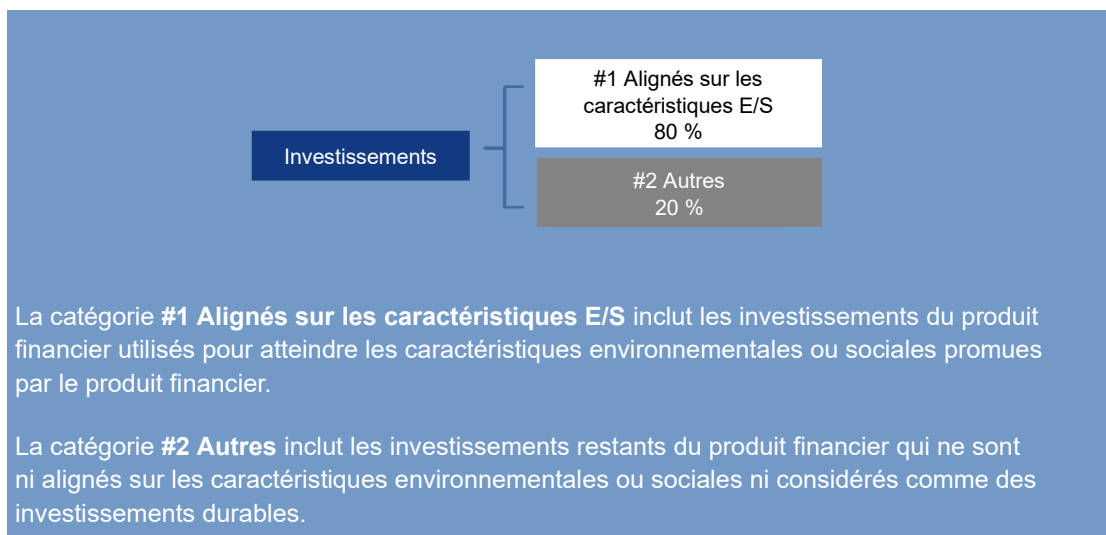 #1 Alignés sur les
caractéristiques E/S
80 %
Investissements
#2 Autres
20 %
La catégorie #1 Alignés sur les caractéristiques E/S inclut les investissements du produit
financier utilisés pour atteindre les caractéristiques environnementales ou sociales promues
par le produit financier.
La catégorie #2 Autres inclut les investissements restants du produit financier qui ne sont
ni alignés sur les caractéristiques environnementales ou sociales ni considérés comme des
investissements durables.